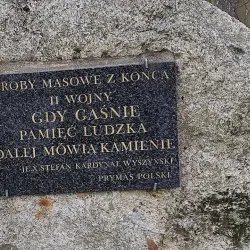 ROBY MASOWE Z KOŃCA
II WOJNY
GDY GAŚNIE
PAMIĘĆ LUDZKA
DALEJ MÓWIĄ KAMIENIE
J.E.A STEFAN KARDYNAŁ WYSZYŃSKI
PRYMAS POLSKI